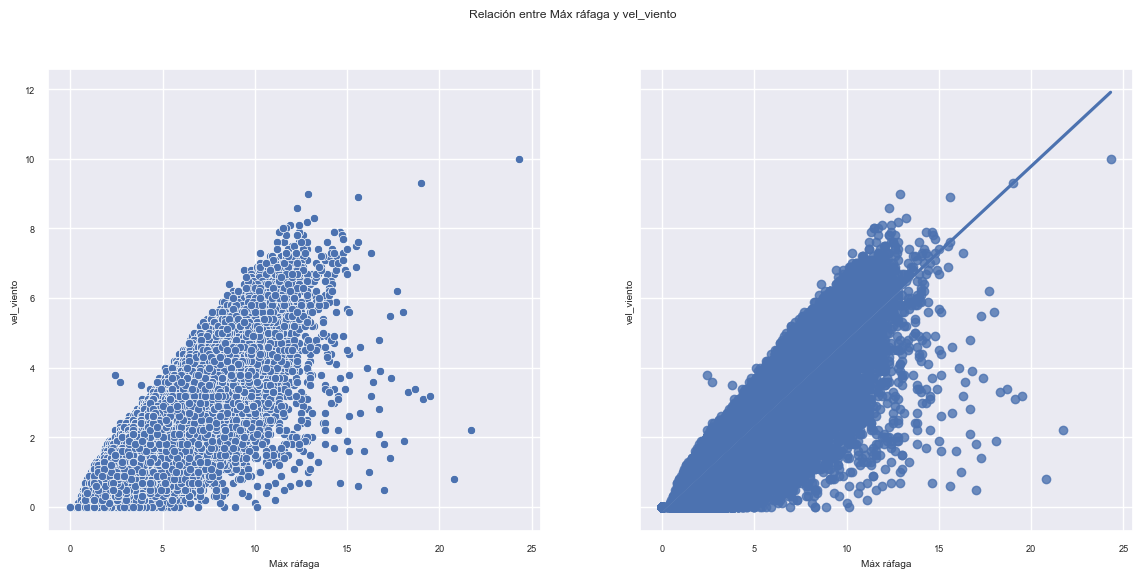 Relación entre Máx ráfaga y vel_viento
12
10
8
6
4
2
0
vel_viento
0 5 10 15 20 25
Máx ráfaga
vel_viento
0 5 10 15 20 25
Máx ráfaga